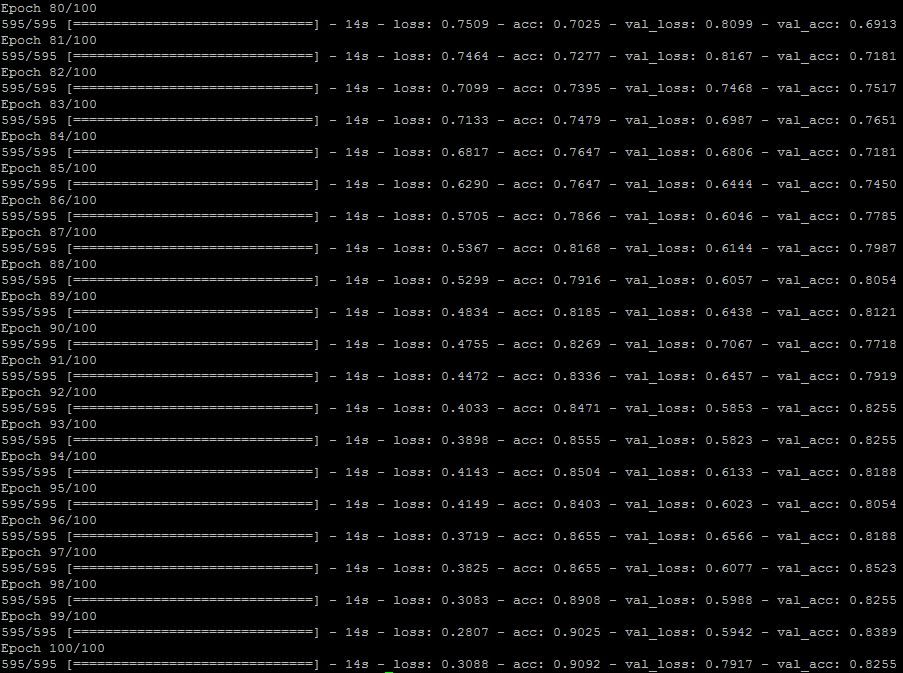 Epoch 80/100
595/595 [==============================] - 14s - loss: 0.7509 - acc: 0.7025 - val_loss: 0.8099 - val_acc: 0.6913
Epoch 81/100
595/595 [==============================] - 14s - loss: 0.7464 - acc: 0.7277 - val_loss: 0.8167 - val_acc: 0.7181
Epoch 82/100
595/595 [==============================] - 14s - loss: 0.7099 - acc: 0.7395 - val_loss: 0.7468 - val_acc: 0.7517
Epoch 83/100
595/595 [==============================] - 14s - loss: 0.7133 - acc: 0.7479 - val_loss: 0.6987 - val_acc: 0.7651
Epoch 84/100
595/595 [==============================] - 14s - loss: 0.6817 - acc: 0.7647 - val_loss: 0.6806 - val_acc: 0.7181
Epoch 85/100
595/595 [==============================] - 14s - loss: 0.6290 - acc: 0.7647 - val_loss: 0.6444 - val_acc: 0.7450
Epoch 86/100
595/595 [==============================] - 14s - loss: 0.5705 - acc: 0.7866 - val_loss: 0.6046 - val_acc: 0.7785
Epoch 87/100
595/595 [==============================] - 14s - loss: 0.5367 - acc: 0.8168 - val_loss: 0.6144 - val_acc: 0.7987
Epoch 88/100
595/595 [==============================] - 14s - loss: 0.5299 - acc: 0.7916 - val_loss: 0.6057 - val_acc: 0.8054
Epoch 89/100
595/595 [==============================] - 14s - loss: 0.4834 - acc: 0.8185 - val_loss: 0.6438 - val_acc: 0.8121
Epoch 90/100
595/595 [==============================] - 14s - loss: 0.4755 - acc: 0.8269 - val_loss: 0.7067 - val_acc: 0.7718
Epoch 91/100
595/595 [==============================] - 14s - loss: 0.4472 - acc: 0.8336 - val_loss: 0.6457 - val_acc: 0.7919
Epoch 92/100
595/595 [==============================] - 14s - loss: 0.4033 - acc: 0.8471 - val_loss: 0.5853 - val_acc: 0.8255
Epoch 93/100
595/595 [==============================] - 14s - loss: 0.3898 - acc: 0.8555 - val_loss: 0.5823 - val_acc: 0.8255
Epoch 94/100
595/595 [==============================] - 14s - loss: 0.4143 - acc: 0.8504 - val_loss: 0.6133 - val_acc: 0.8188
Epoch 95/100
595/595 [==============================] - 14s - loss: 0.4149 - acc: 0.8403 - val_loss: 0.6023 - val_acc: 0.8054
Epoch 96/100
595/595 [==============================] - 14s - loss: 0.3719 - acc: 0.8655 - val_loss: 0.6566 - val_acc: 0.8188
Epoch 97/100
595/595 [==============================] - 14s - loss: 0.3825 - acc: 0.8655 - val_loss: 0.6077 - val_acc: 0.8523
Epoch 98/100
595/595 [==============================] - 14s - loss: 0.3083 - acc: 0.8908 - val_loss: 0.5988 - val_acc: 0.8255
Epoch 99/100
595/595 [==============================] - 14s - loss: 0.2807 - acc: 0.9025 - val_loss: 0.5942 - val_acc: 0.8389
Epoch 100/100
595/595 [==============================] - 14s - loss: 0.3088 - acc: 0.9092 - val_loss: 0.7917 - val_acc: 0.8255